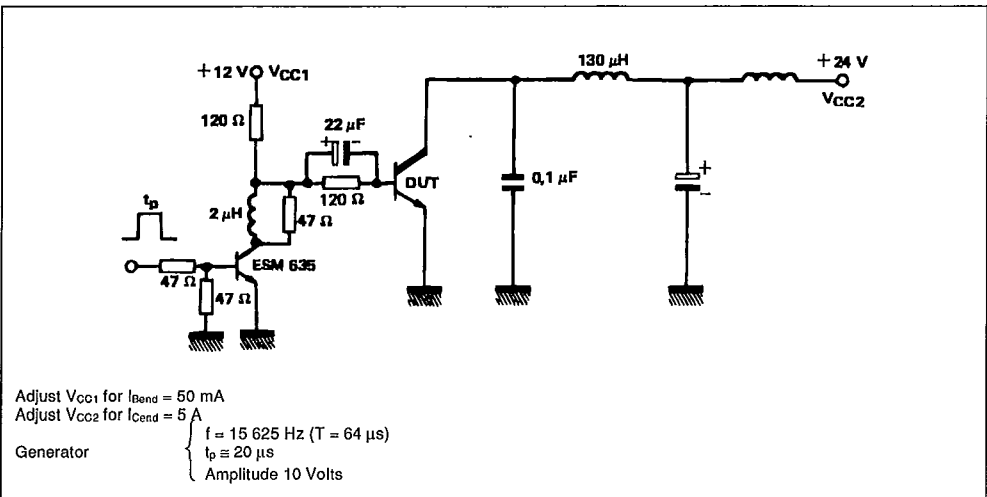 +12 V VCC1
120 Ω
22 µF
+ -
130 µH
+ 24 V
VCC2
DUT
0,1 µF
+
-
120 Ω
2 µH
47 Ω
tp
ESM 635
47 Ω
47 Ω
Adjust VCC1 for IBend = 50 mA
Adjust VCC2 for ICend = 5 A
f = 15 625 Hz (T = 64 µs)
Generator
tp ≅ 20 µs
Amplitude 10 Volts